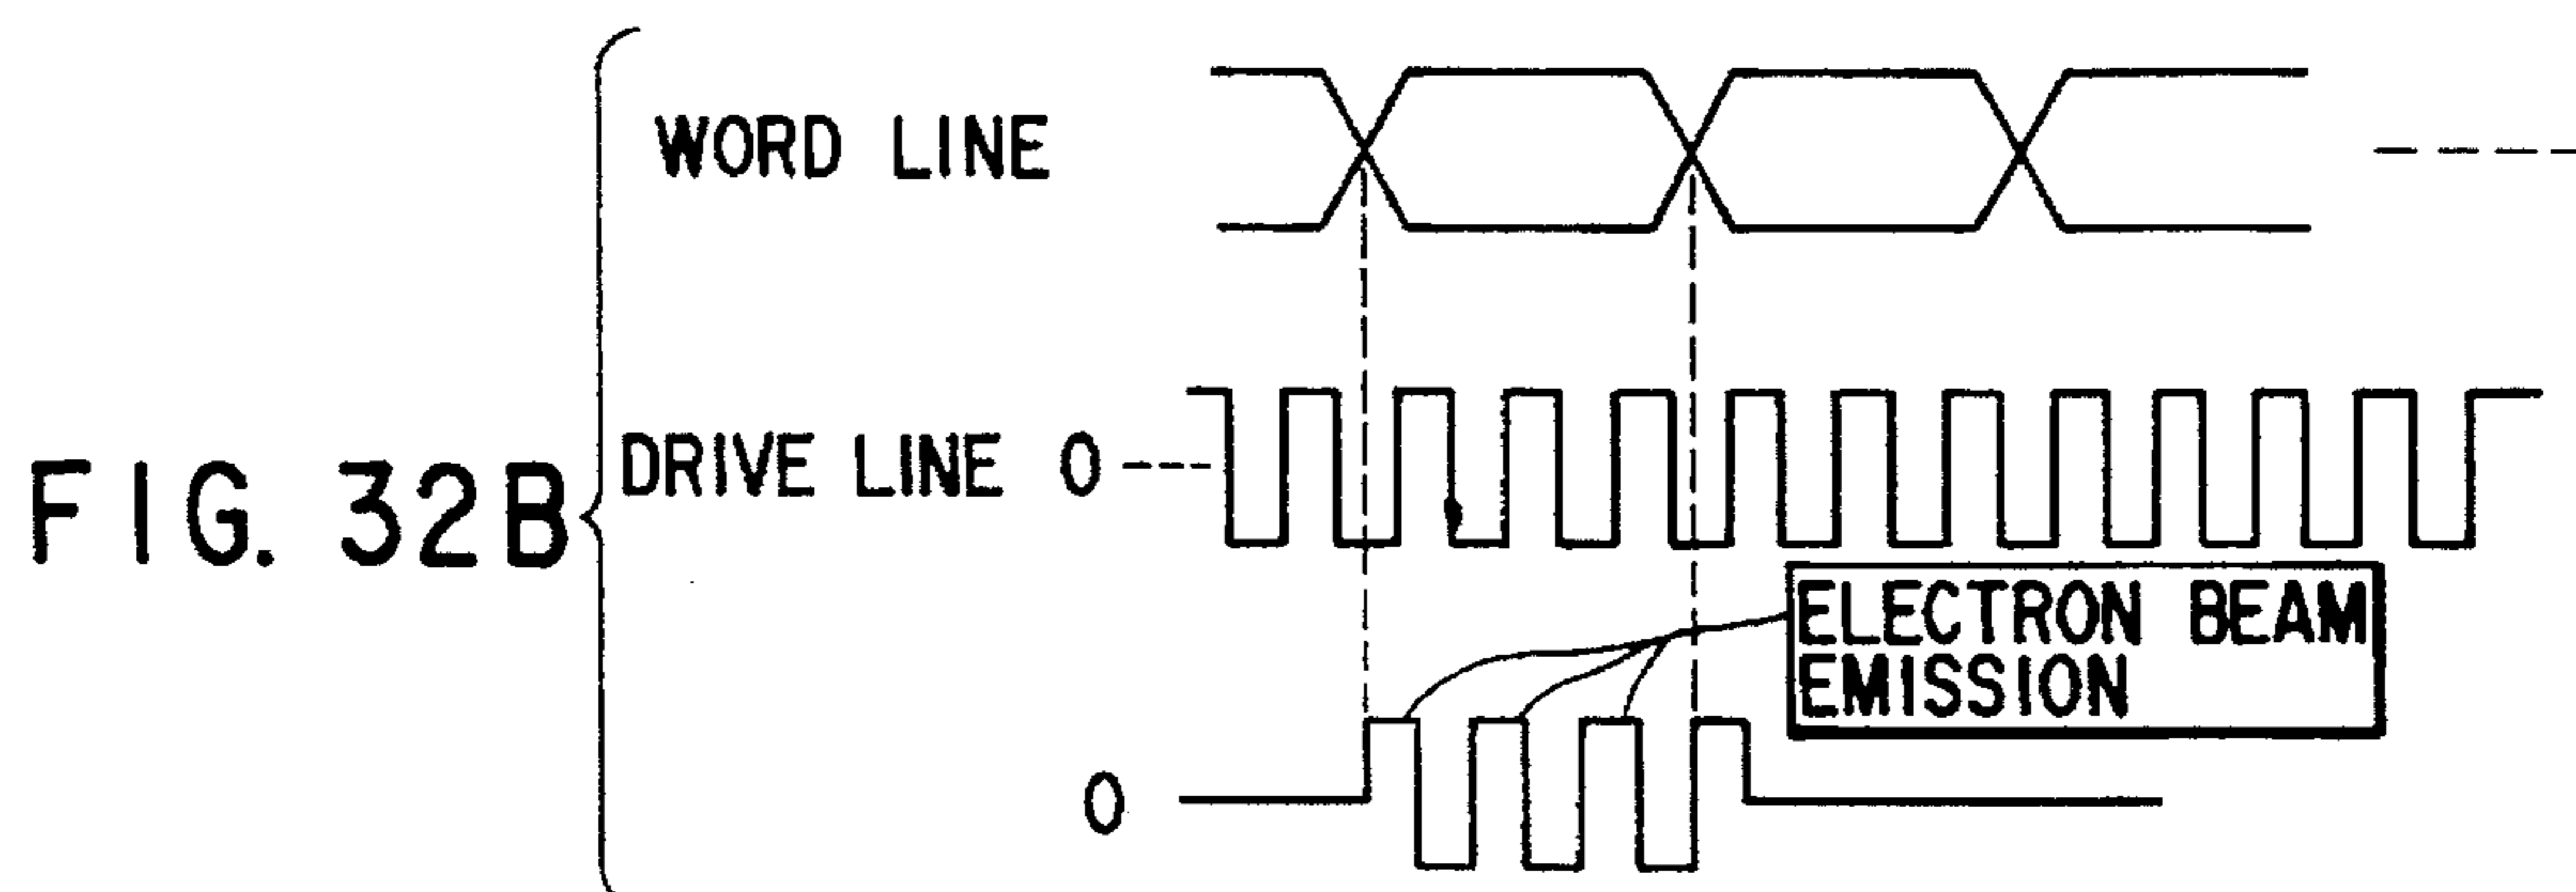 WORD LINE
FIG. 32B
DRIVE LINE 0
ELECTRON BEAM
EMISSION
0